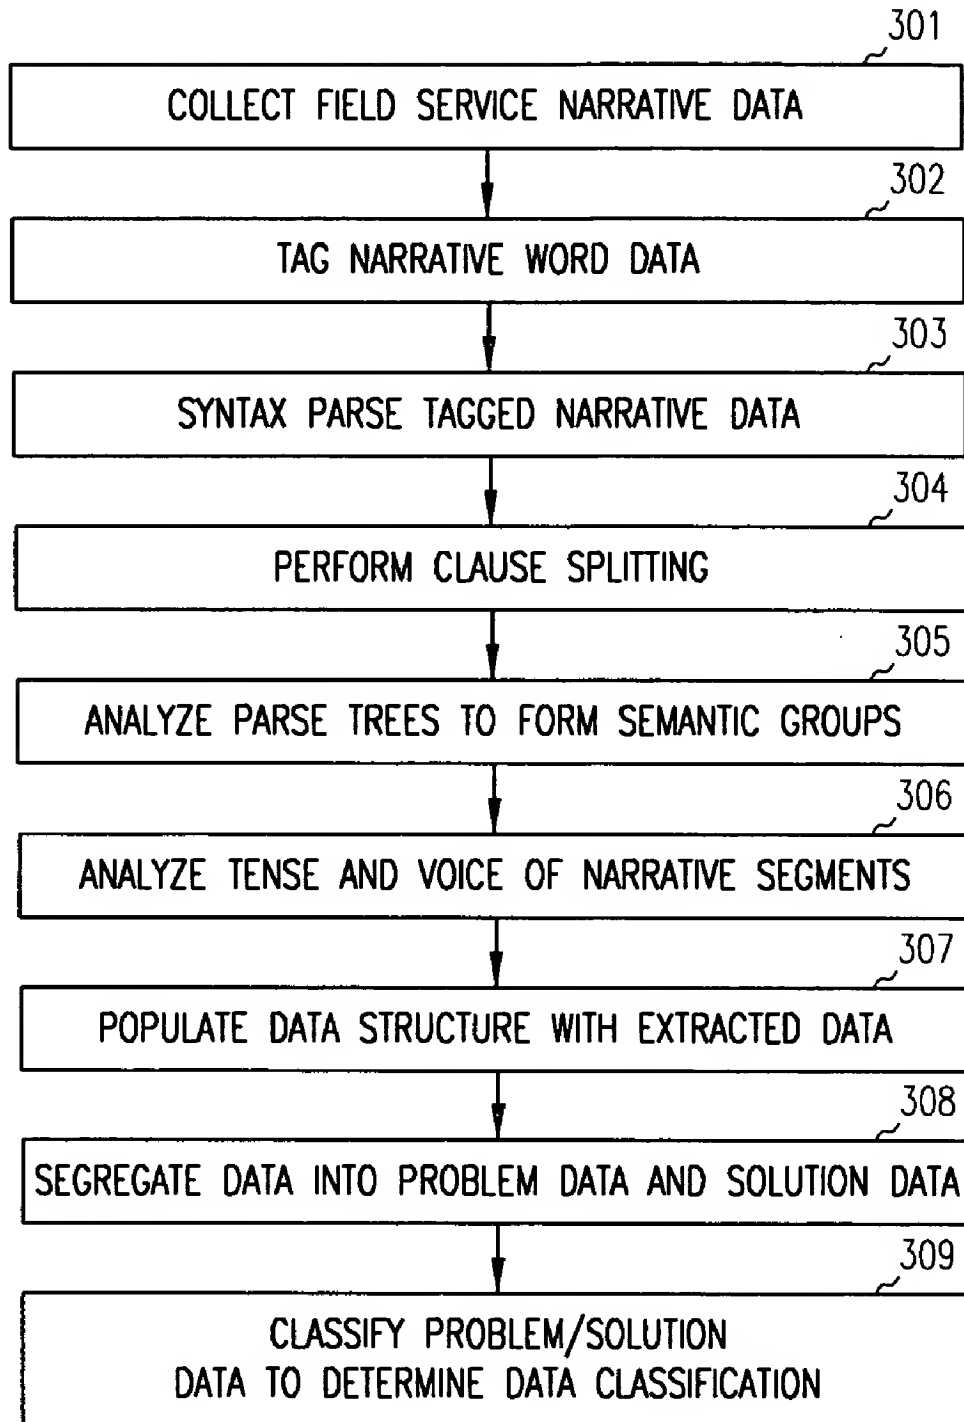 301
COLLECT FIELD SERVICE NARRATIVE DATA
302
TAG NARRATIVE WORD DATA
303
SYNTAX PARSE TAGGED NARRATIVE DATA
304
PERFORM CLAUSE SPLITTING
305
ANALYZE PARSE TREES TO FORM SEMANTIC GROUPS
306
ANALYZE TENSE AND VOICE OF NARRATIVE SEGMENTS
307
POPULATE DATA STRUCTURE WITH EXTRACTED DATA
308
SEGREGATE DATA INTO PROBLEM DATA AND SOLUTION DATA
309
CLASSIFY PROBLEM/SOLUTION
DATA TO DETERMINE DATA CLASSIFICATION